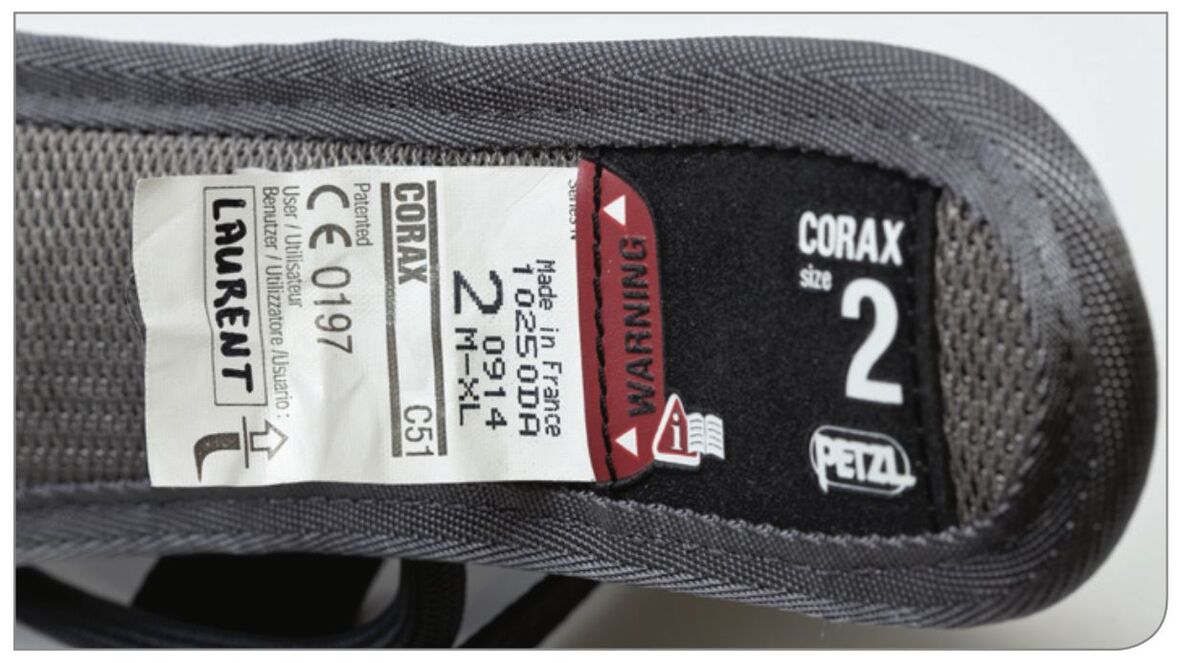 Made in France
10250DA
2 0914
M-XL
CORAX C51
Patented
CE 0197
User / Utilisateur
Benutzer / Utilizzatore /Usuario :
LAURENT
WARNING
i
CORAX
size
2
PETZL